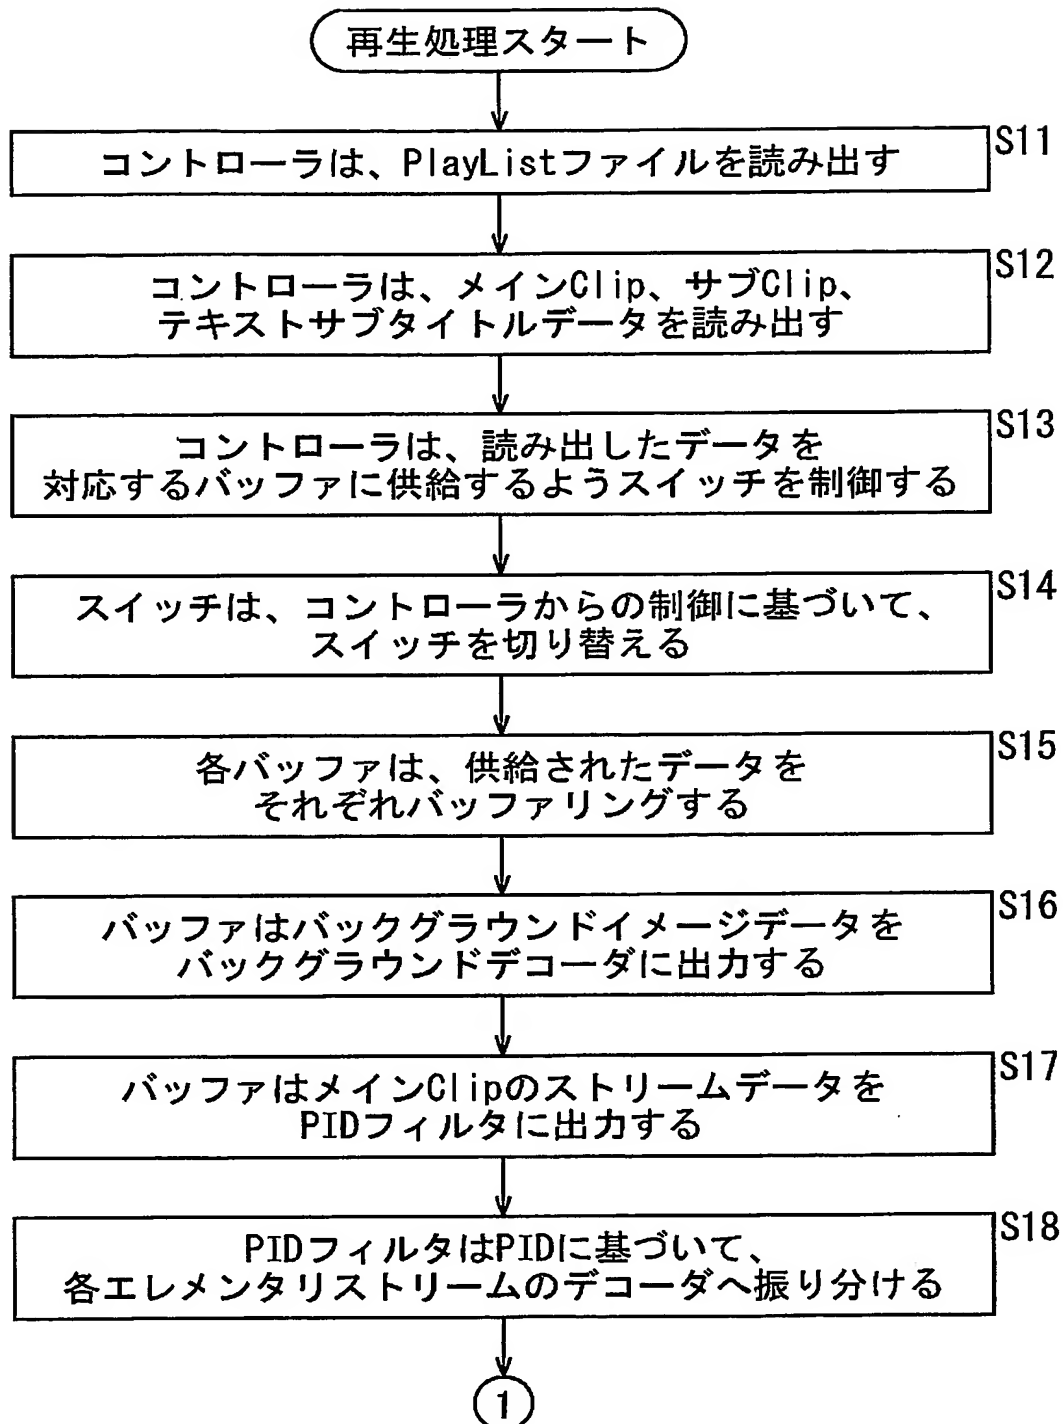 再生処理スタート
S11
コントローラは、PlayListファイルを読み出す
S12
コントローラは、メインClip、サブClip、
テキストサブタイトルデータを読み出す
S13
コントローラは、読み出したデータを
対応するバッファに供給するようスイッチを制御する
S14
スイッチは、コントローラからの制御に基づいて、
スイッチを切り替える
S15
各バッファは、供給されたデータを
それぞれバッファリングする
S16
バッファはバックグラウンドイメージデータを
バックグラウンドデコーダに出力する
S17
バッファはメインClipのストリームデータを
PIDフィルタに出力する
S18
PIDフィルタはPIDに基づいて、
各エレメンタリストリームのデコーダへ振り分ける
1